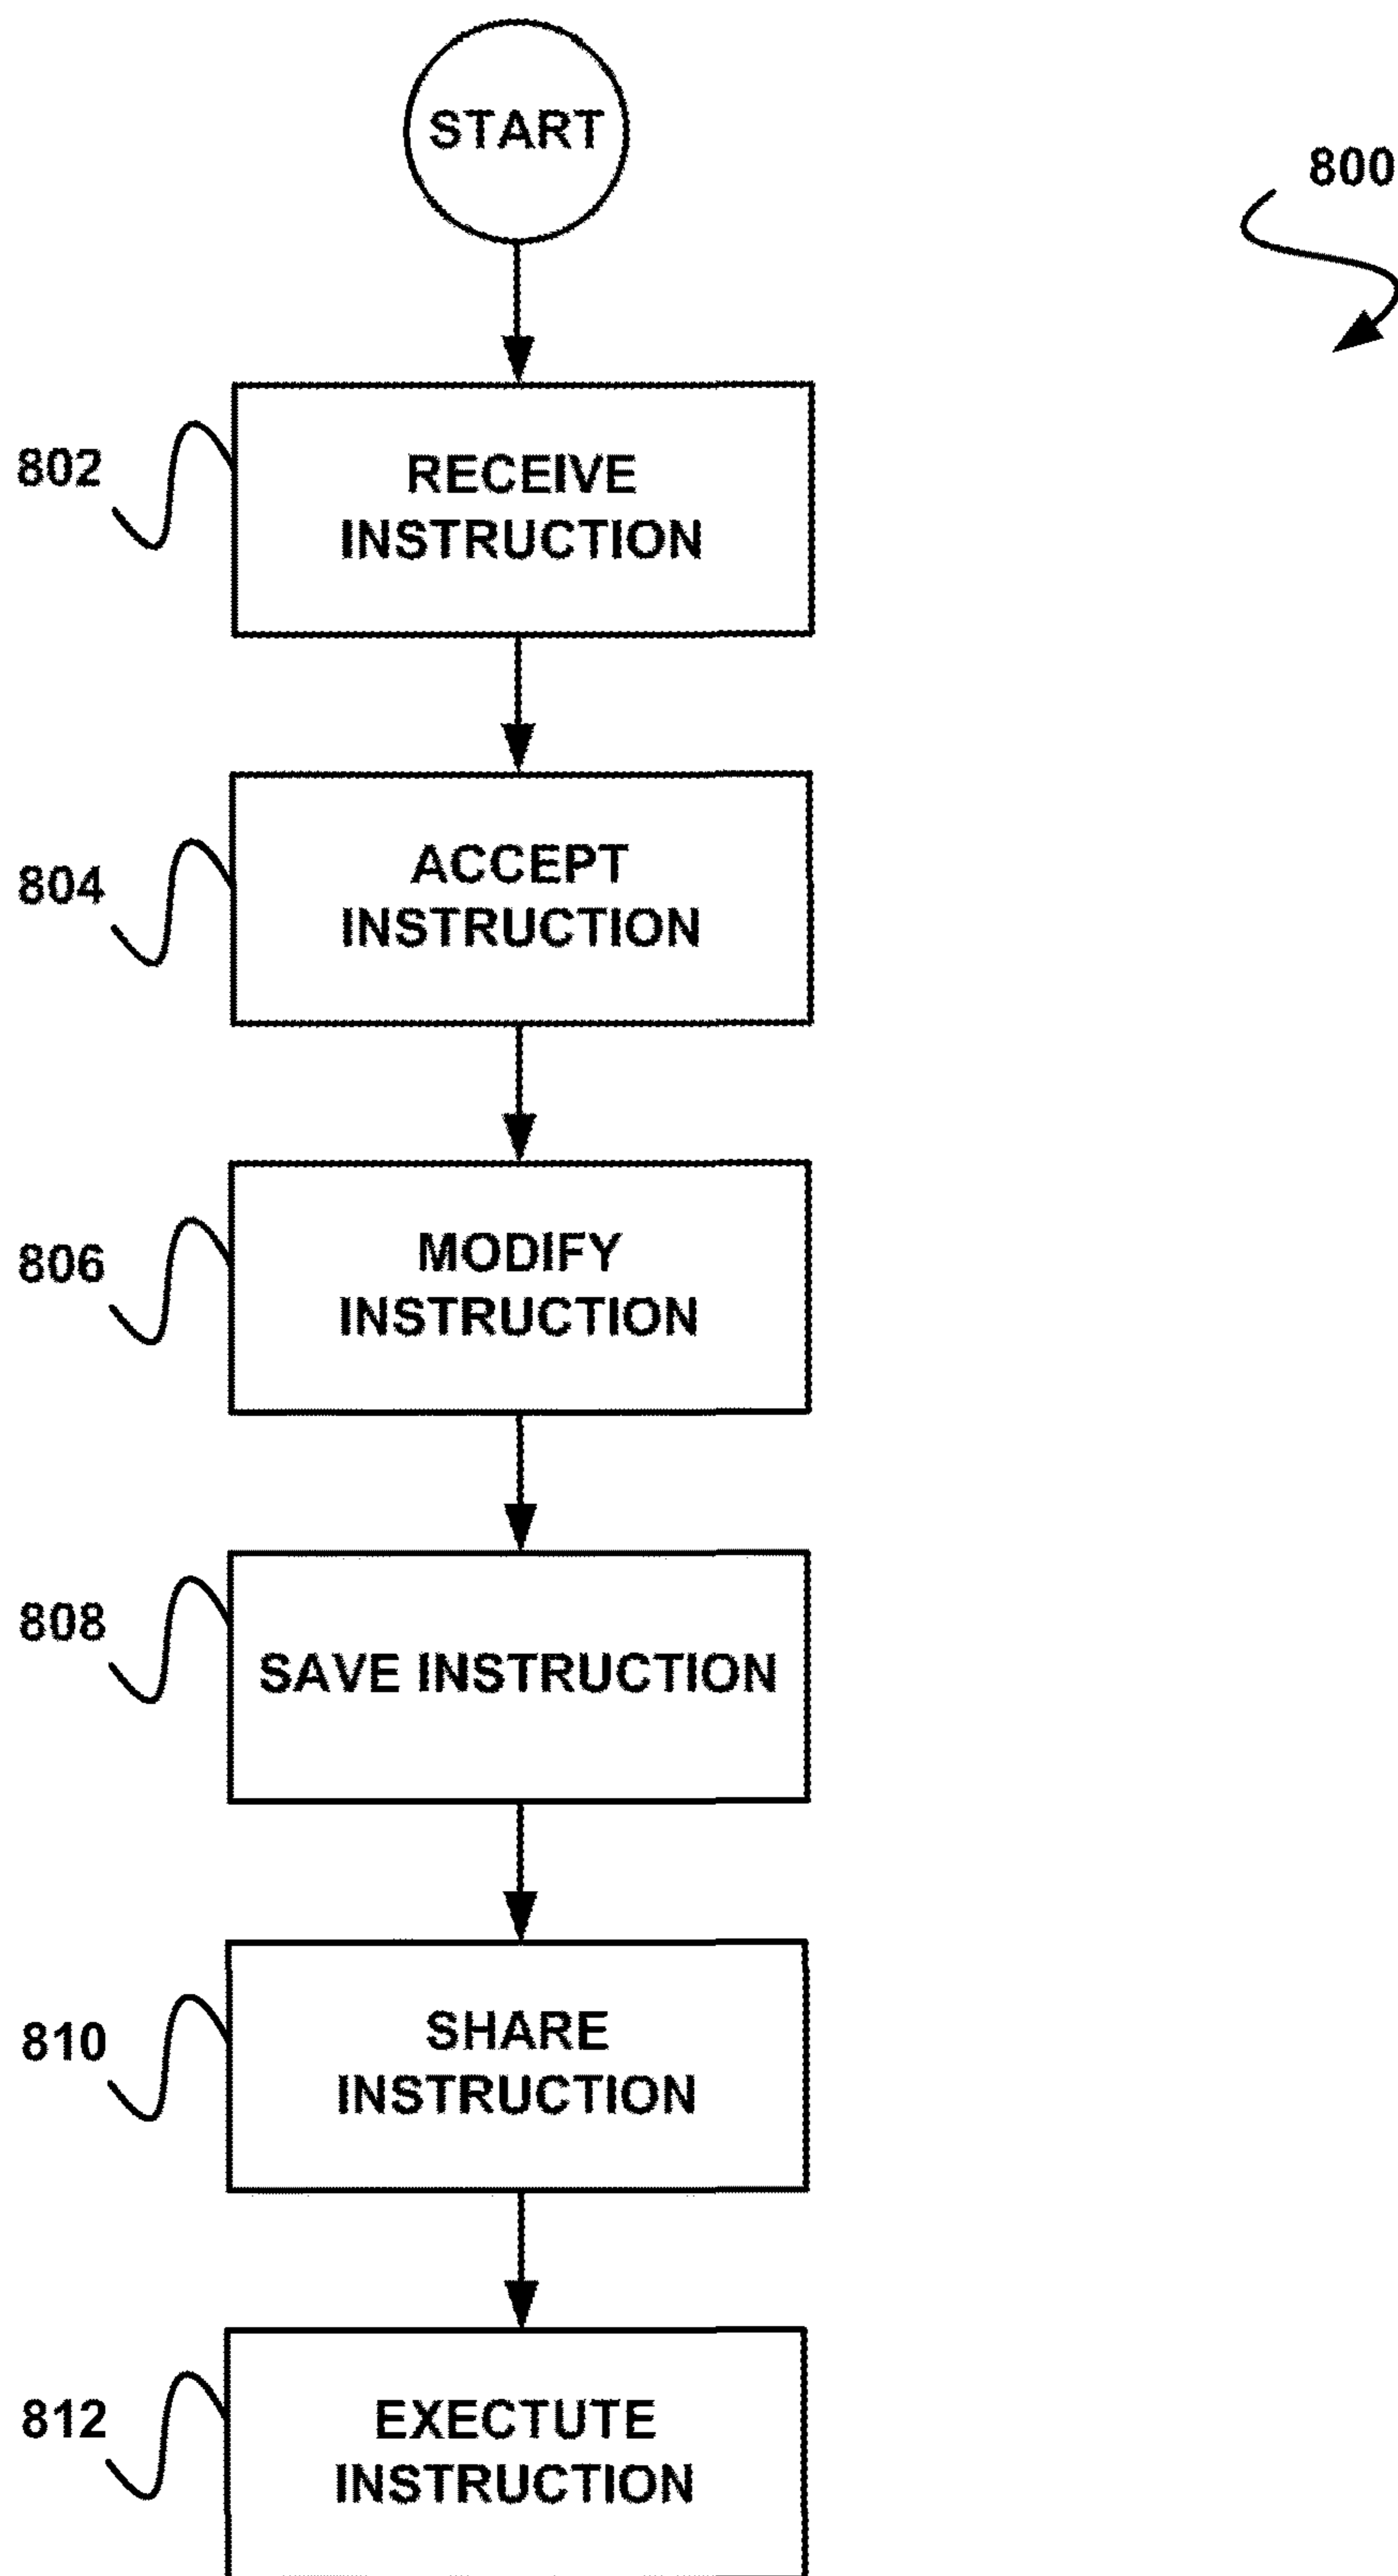 START
800
802
RECEIVE
INSTRUCTION
804
ACCEPT
INSTRUCTION
806
MODIFY
INSTRUCTION
808
SAVE INSTRUCTION
810
SHARE
INSTRUCTION
812
EXECTUTE
INSTRUCTION